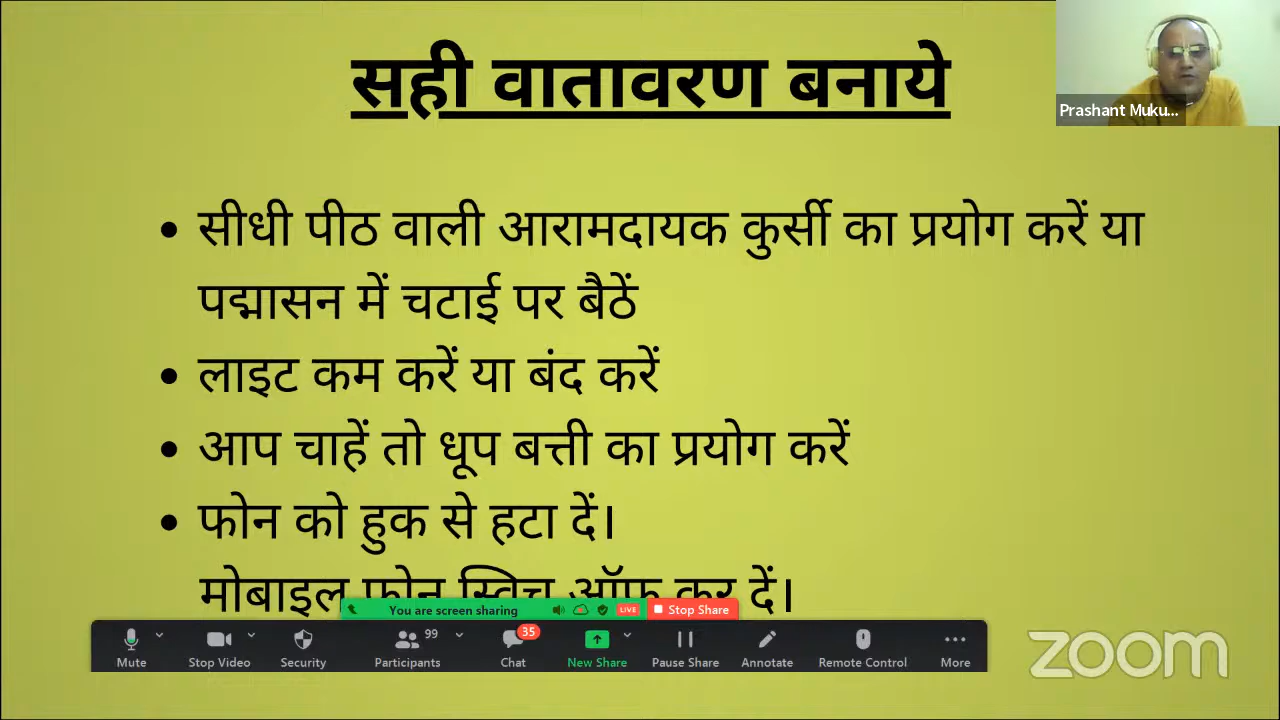 सही वातावरण बनाये
Prashant Muku...
• सीधी पीठ वाली आरामदायक कुर्सी का प्रयोग करें या
पद्मासन में चटाई पर बैठें
• लाइट कम करें या बंद करें
• आप चाहें तो धूप बत्ती का प्रयोग करें
• फोन को हुक से हटा दें।
मोबाइल फोन स्विच ऑफ कर दें।
You are screen sharing LIVE Stop Share
99 35
Mute Stop Video Security Participants Chat New Share Pause Share Annotate Remote Control More
zoom